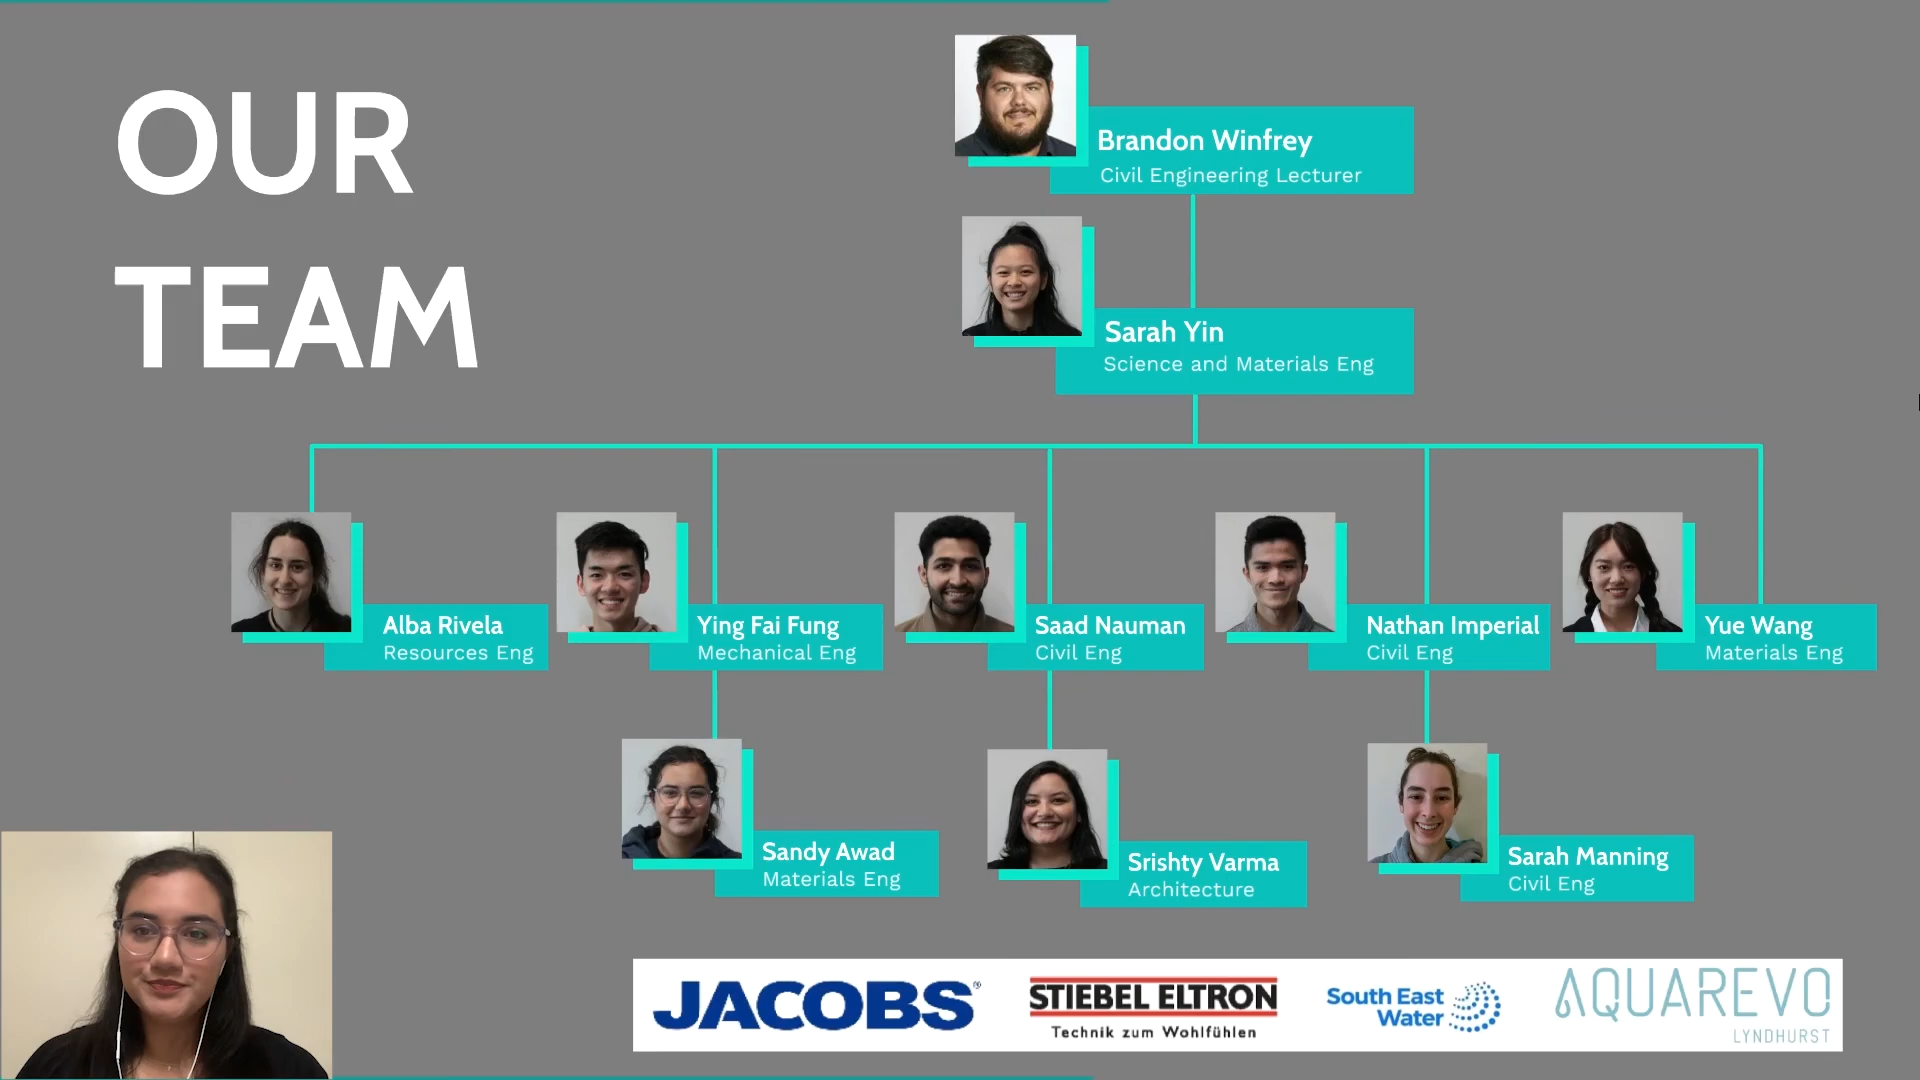 OUR
TEAM
Brandon Winfrey
Civil Engineering Lecturer
Sarah Yin
Science and Materials Eng
Alba Rivela
Resources Eng
Ying Fai Fung
Mechanical Eng
Saad Nauman
Civil Eng
Nathan Imperial
Civil Eng
Yue Wang
Materials Eng
Sandy Awad
Materials Eng
Srishty Varma
Architecture
Sarah Manning
Civil Eng
JACOBS®
STIEBEL ELTRON
Technik zum Wohlfühlen
South East
Water
AQUAREVO
LYNDHURST